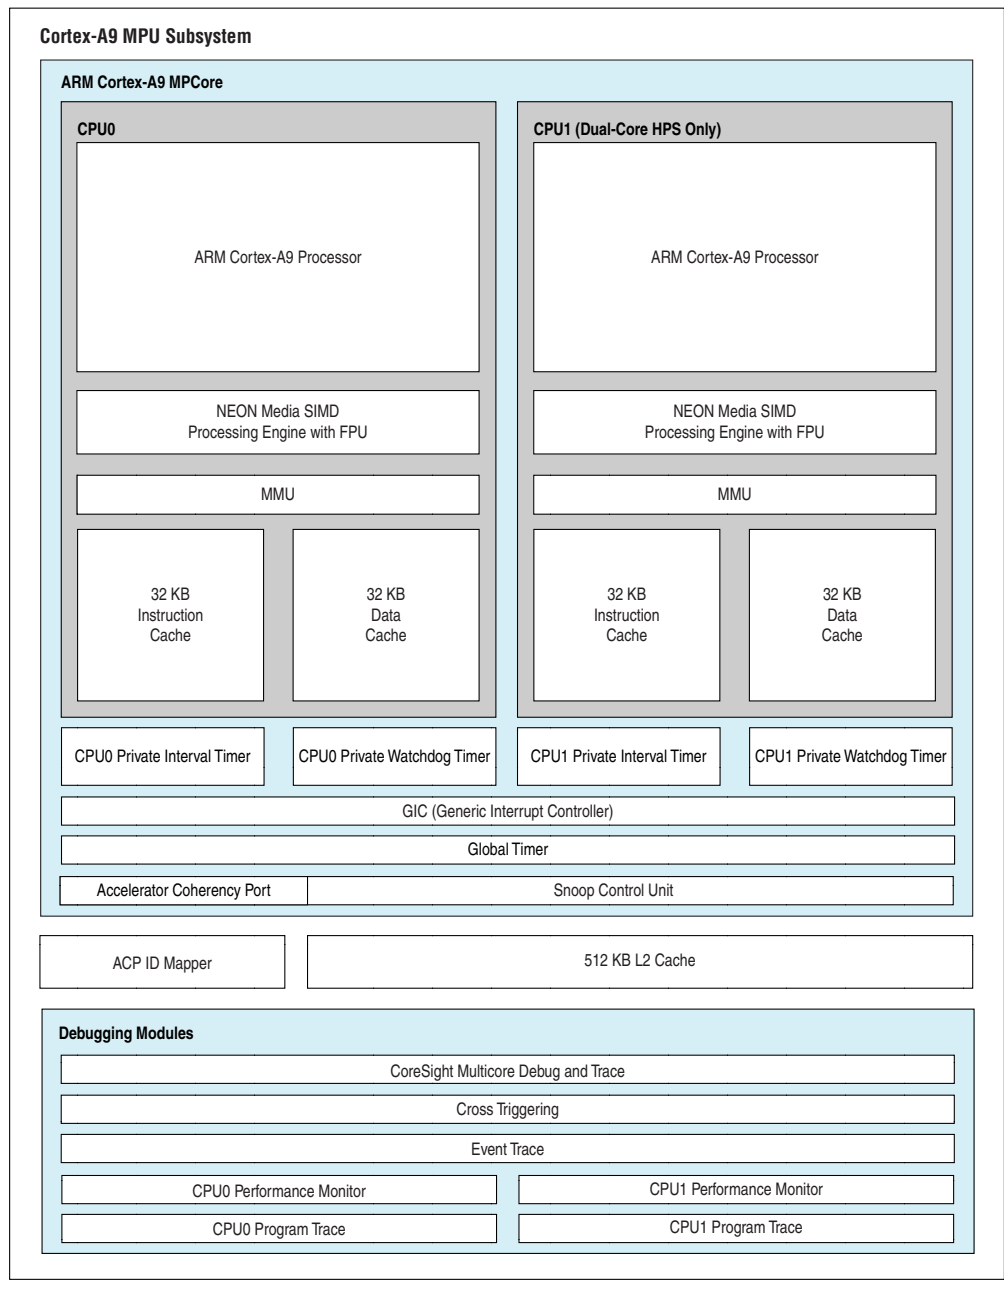 Cortex-A9 MPU Subsystem
ARM Cortex-A9 MPCore
CPU0
ARM Cortex-A9 Processor
NEON Media SIMD
Processing Engine with FPU
MMU
32 KB
Instruction
Cache
32 KB
Data
Cache
CPU1 (Dual-Core HPS Only)
ARM Cortex-A9 Processor
NEON Media SIMD
Processing Engine with FPU
MMU
32 KB
Instruction
Cache
32 KB
Data
Cache
CPU0 Private Interval Timer
CPU0 Private Watchdog Timer
CPU1 Private Interval Timer
CPU1 Private Watchdog Timer
GIC (Generic Interrupt Controller)
Global Timer
Accelerator Coherency Port
Snoop Control Unit
ACP ID Mapper
512 KB L2 Cache
Debugging Modules
CoreSight Multicore Debug and Trace
Cross Triggering
Event Trace
CPU0 Performance Monitor
CPU1 Performance Monitor
CPU0 Program Trace
CPU1 Program Trace